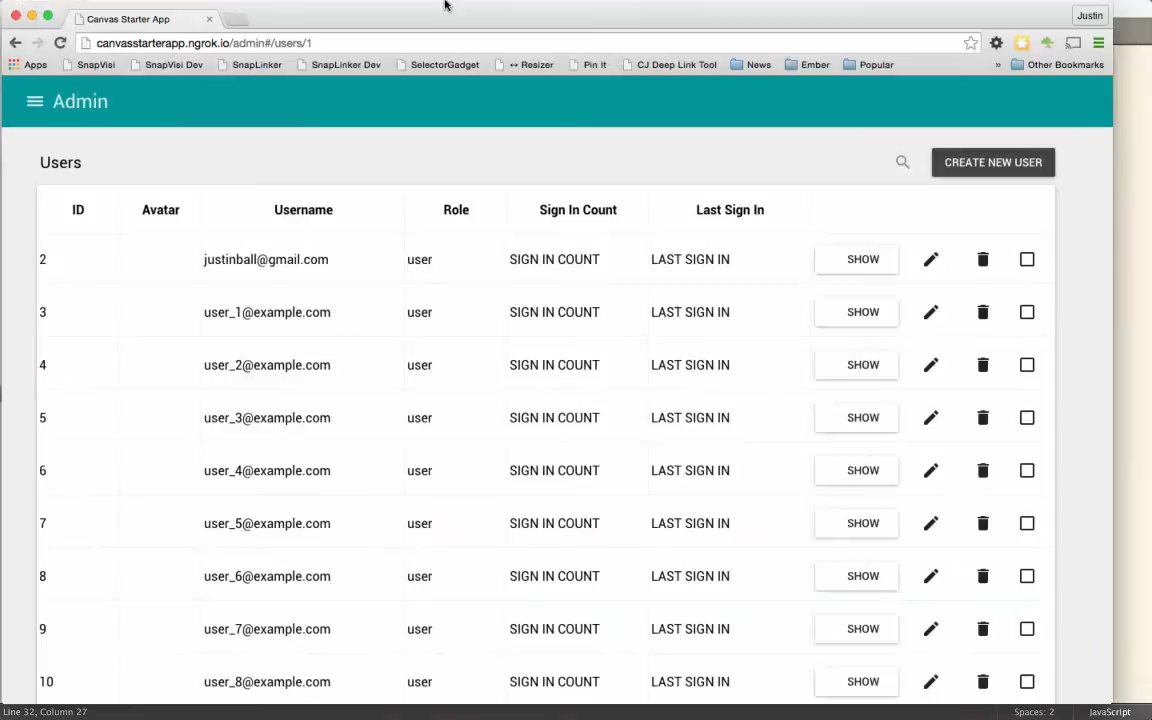 Canvas Starter App
Justin
canvasstarterapp.ngrok.io/admin#/users/1
Apps SnapVisi SnapVisi Dev SnapLinker SnapLinker Dev SelectorGadget ↔ Resizer Pin It CJ Deep Link Tool News Ember Popular » Other Bookmarks
Admin
Users
CREATE NEW USER
ID Avatar Username Role Sign In Count Last Sign In
2 justinball@gmail.com user SIGN IN COUNT LAST SIGN IN SHOW
3 user_1@example.com user SIGN IN COUNT LAST SIGN IN SHOW
4 user_2@example.com user SIGN IN COUNT LAST SIGN IN SHOW
5 user_3@example.com user SIGN IN COUNT LAST SIGN IN SHOW
6 user_4@example.com user SIGN IN COUNT LAST SIGN IN SHOW
7 user_5@example.com user SIGN IN COUNT LAST SIGN IN SHOW
8 user_6@example.com user SIGN IN COUNT LAST SIGN IN SHOW
9 user_7@example.com user SIGN IN COUNT LAST SIGN IN SHOW
10 user_8@example.com user SIGN IN COUNT LAST SIGN IN SHOW
Line 32, Column 27 Spaces: 2 JavaScript